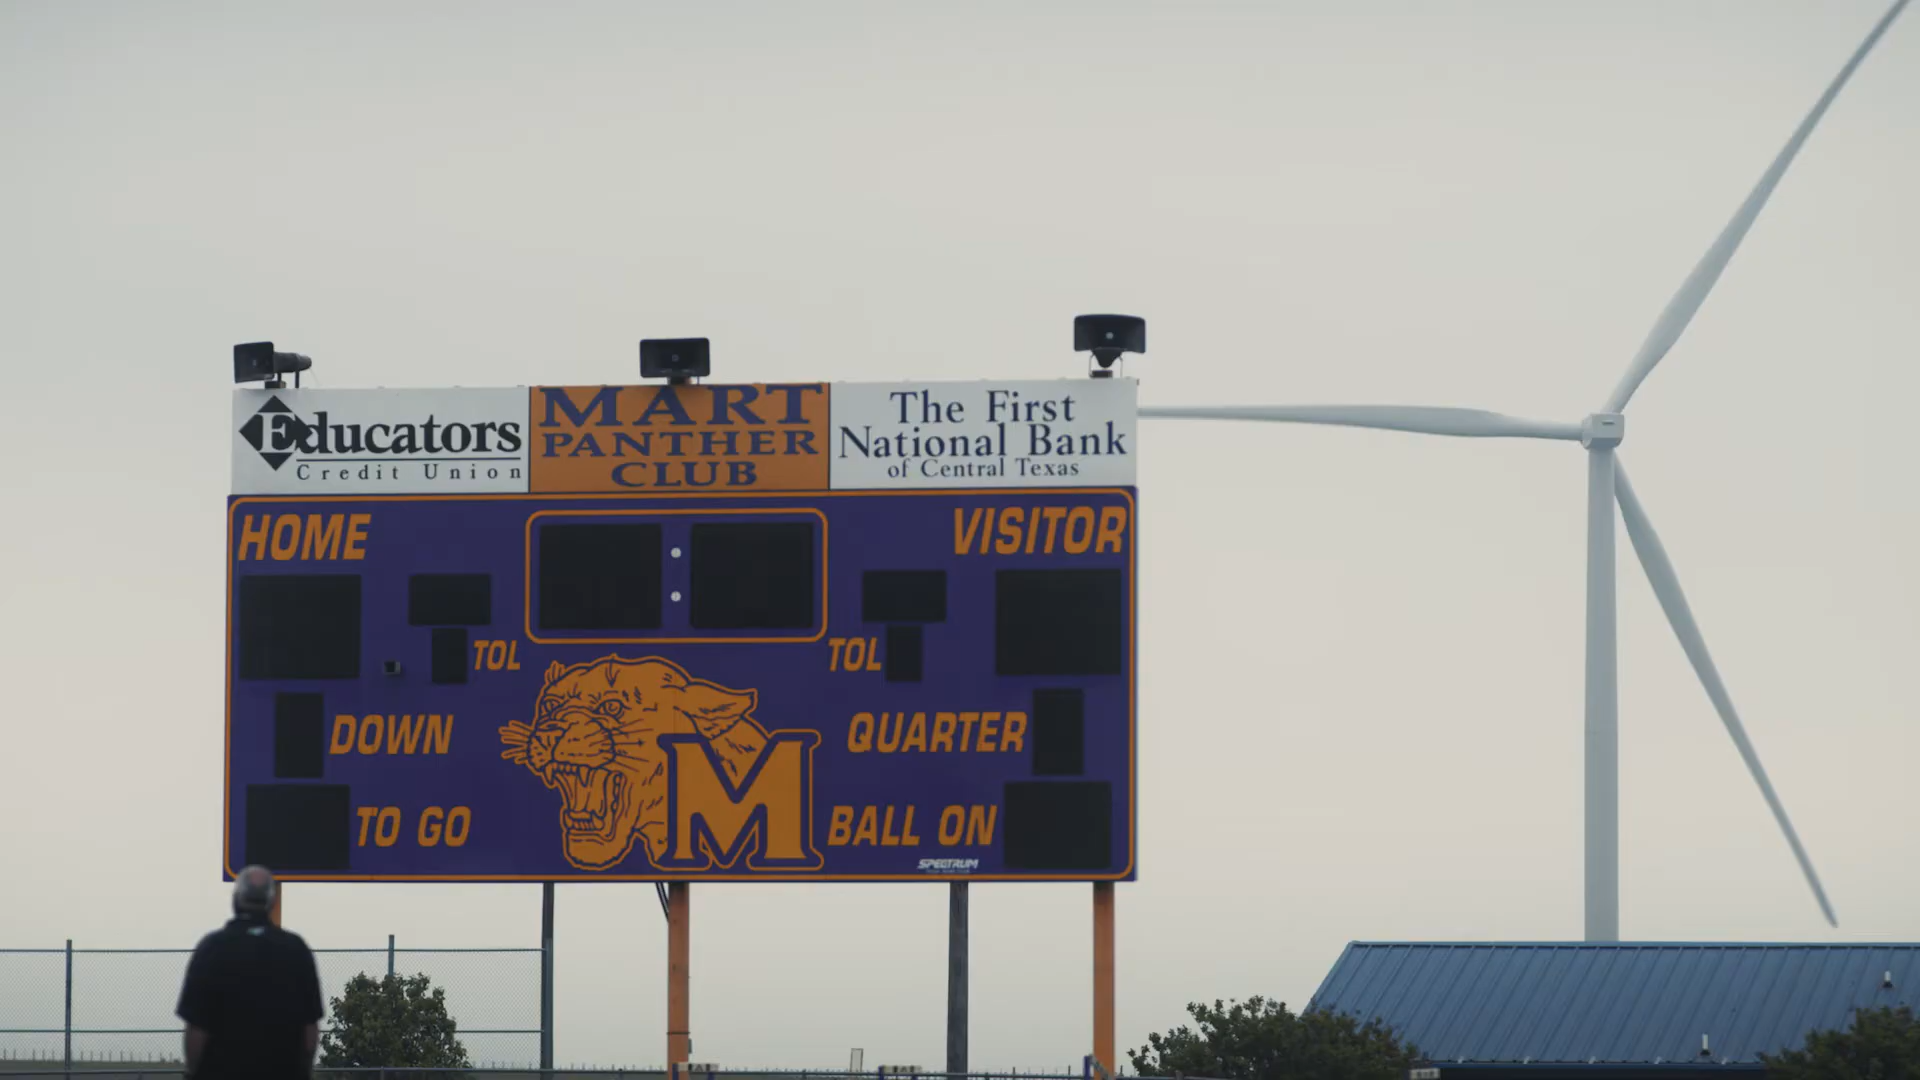 Educators
Credit Union
MART
PANTHER
CLUB
The First
National Bank
of Central Texas
HOME
VISITOR
TOL
TOL
DOWN
QUARTER
TO GO
M
BALL ON
SPECTRUM